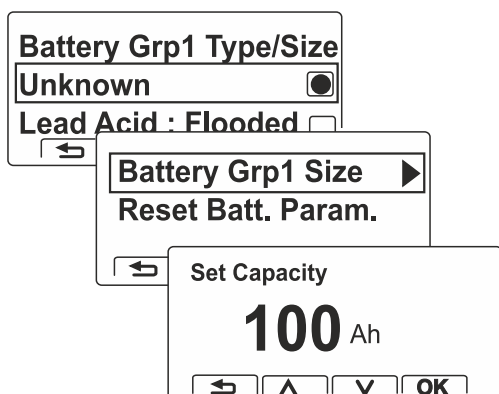 Battery Grp1 Type/Size
Unknown
Lead Acid : Flooded
Battery Grp1 Size
Reset Batt. Param.
Set Capacity
100 Ah
OK